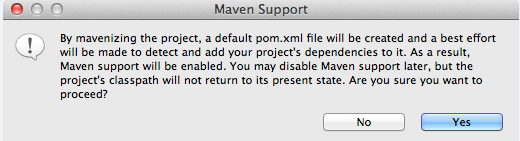 Maven Support
By mavenizing the project, a default pom.xml file will be created and a best effort
will be made to detect and add your project's dependencies to it. As a result,
Maven support will be enabled. You may disable Maven support later, but the
project's classpath will not return to its present state. Are you sure you want to
proceed?
No
Yes